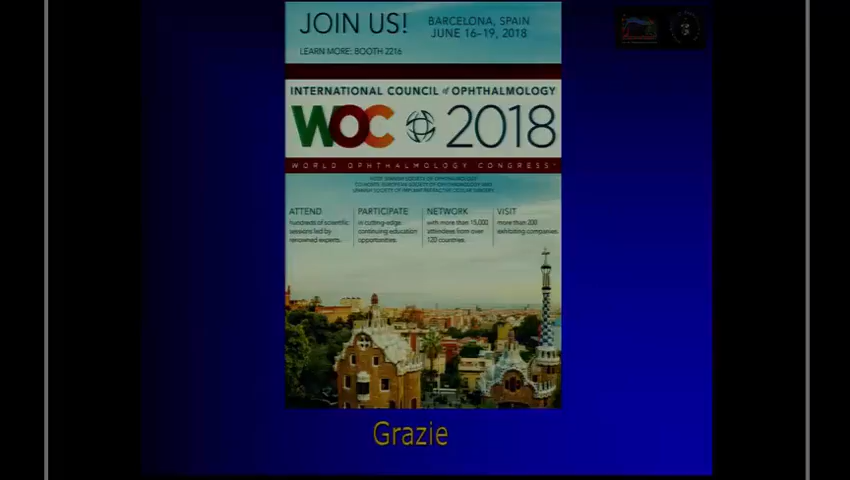 JOIN US!
BARCELONA, SPAIN
JUNE 16-19, 2018
LEARN MORE: BOOTH 2216
INTERNATIONAL COUNCIL of OPHTHALMOLOGY
WOC 2018
WORLD OPHTHALMOLOGY CONGRESS
ATTEND
hundreds of scientific
sessions led by
renowned experts.
PARTICIPATE
in cutting-edge
continuing education
opportunities.
NETWORK
with more than 15,000
attendees from over
120 countries.
VISIT
more than 200
exhibiting companies.
Grazie